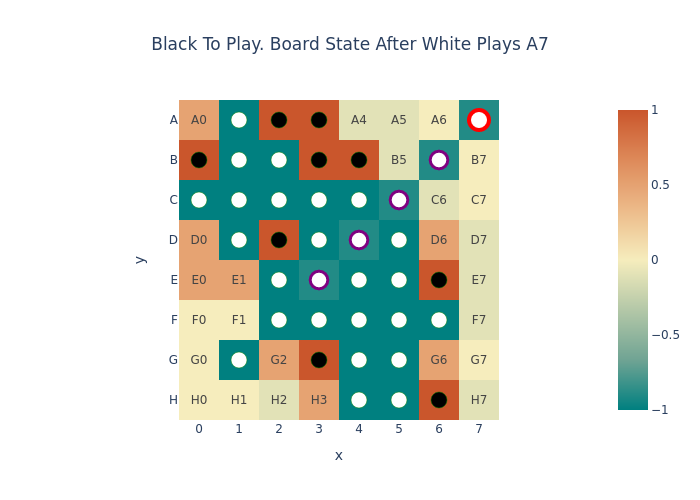 Black To Play. Board State After White Plays A7
A A0 A4 A5 A6
B B5 B7
C C6 C7
D D0 D6 D7
E E0 E1 E7
F F0 F1 F7
G G0 G2 G6 G7
H H0 H1 H2 H3 H7
0 1 2 3 4 5 6 7
x
y
1
0.5
0
−0.5
−1